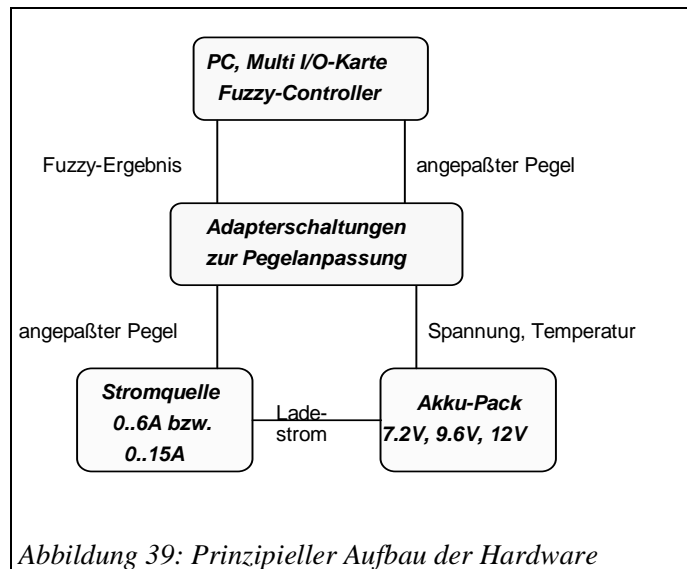 PC, Multi I/O-Karte
Fuzzy-Controller
Fuzzy-Ergebnis
angepaßter Pegel
Adapterschaltungen
zur Pegelanpassung
angepaßter Pegel
Spannung, Temperatur
Stromquelle
0..6A bzw.
0..15A
Lade-
strom
Akku-Pack
7.2V, 9.6V, 12V
Abbildung 39: Prinzipieller Aufbau der Hardware